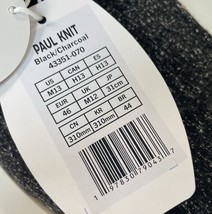 PAUL KNIT
Black/Charcoal
43351-070
US CAN ES
M13 M13 H13
EUR UK JP
46 M12 31cm
CN KR BR
310mm 310mm 44